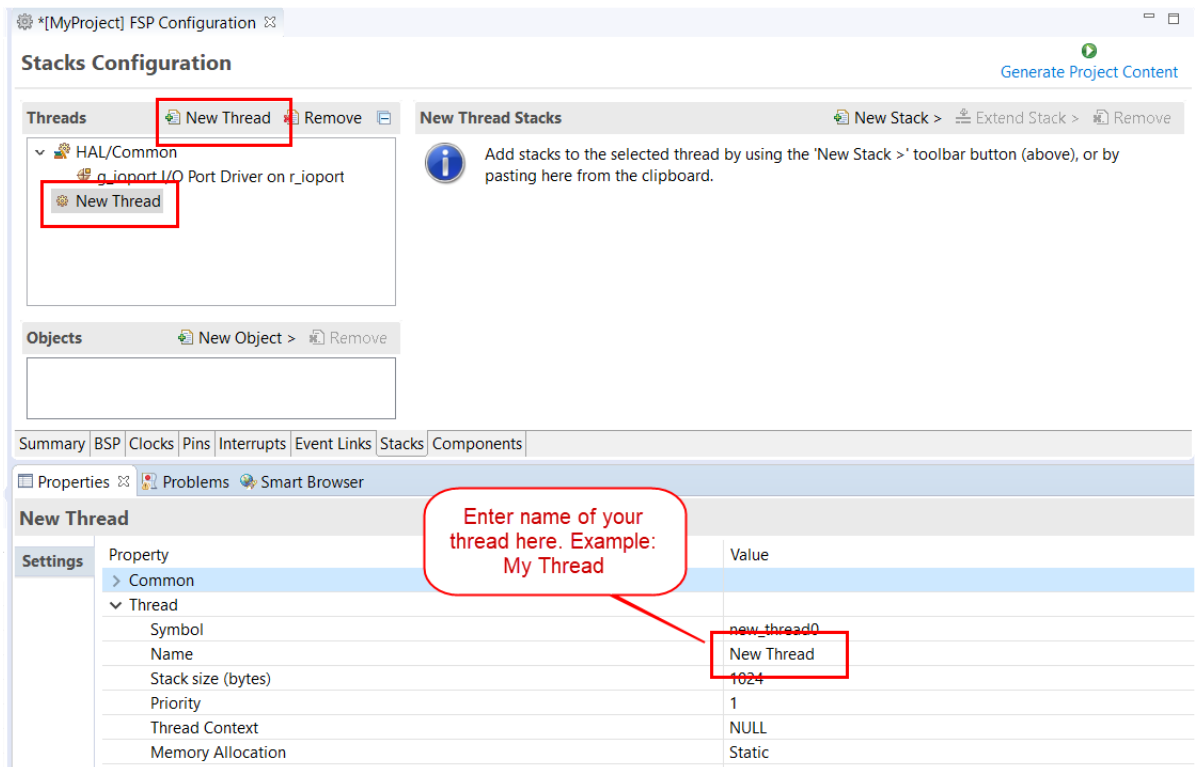 *[MyProject] FSP Configuration
Stacks Configuration
Generate Project Content
Threads New Thread Remove
New Thread Stacks New Stack > Extend Stack > Remove
HAL/Common
g_ioport I/O Port Driver on r_ioport
New Thread
Add stacks to the selected thread by using the 'New Stack >' toolbar button (above), or by
pasting here from the clipboard.
Objects New Object > Remove
Summary BSP Clocks Pins Interrupts Event Links Stacks Components
Properties Problems Smart Browser
New Thread
Enter name of your
thread here. Example:
My Thread
Settings Property Value
Common
Thread
Symbol new_thread0
Name New Thread
Stack size (bytes) 1024
Priority 1
Thread Context NULL
Memory Allocation Static